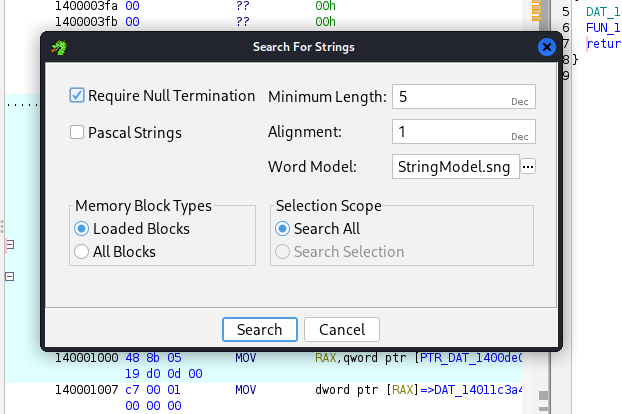 1400003fa 00 ?? 00h
1400003fb 00 ?? 00h
5 DAT_1
6 FUN_1
7 retur
8 }
9
Search For Strings
Require Null Termination Minimum Length: 5 Dec
Pascal Strings Alignment: 1 Dec
Word Model: StringModel.sng ...
Memory Block Types Selection Scope
Loaded Blocks Search All
All Blocks Search Selection
Search Cancel
140001000 48 8b 05 MOV RAX,qword ptr [PTR_DAT_1400de0
19 d0 0d 00
140001007 c7 00 01 MOV dword ptr [RAX]=>DAT_14011c3a4
00 00 00